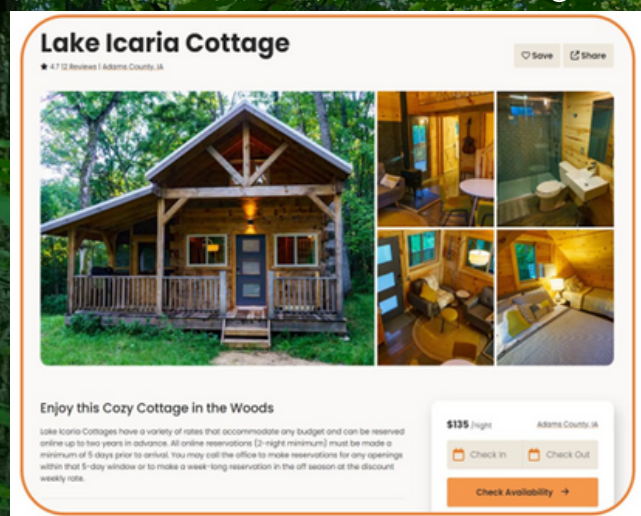 Lake Icaria Cottage
Save
Share
★ 4.7 12 Reviews | Adams County, IA
Enjoy this Cozy Cottage in the Woods
Lake Icaria Cottages have a variety of rates that accommodate any budget and can be reserved
online up to two years in advance. All online reservations (2-night minimum) must be made a
minimum of 5 days prior to arrival. You may call the office to make reservations for any openings
within that 5-day window or to make a week-long reservation in the off season at the discount
weekly rate.
$135 /night
Adams County, IA
Check In
Check Out
Check Availability →